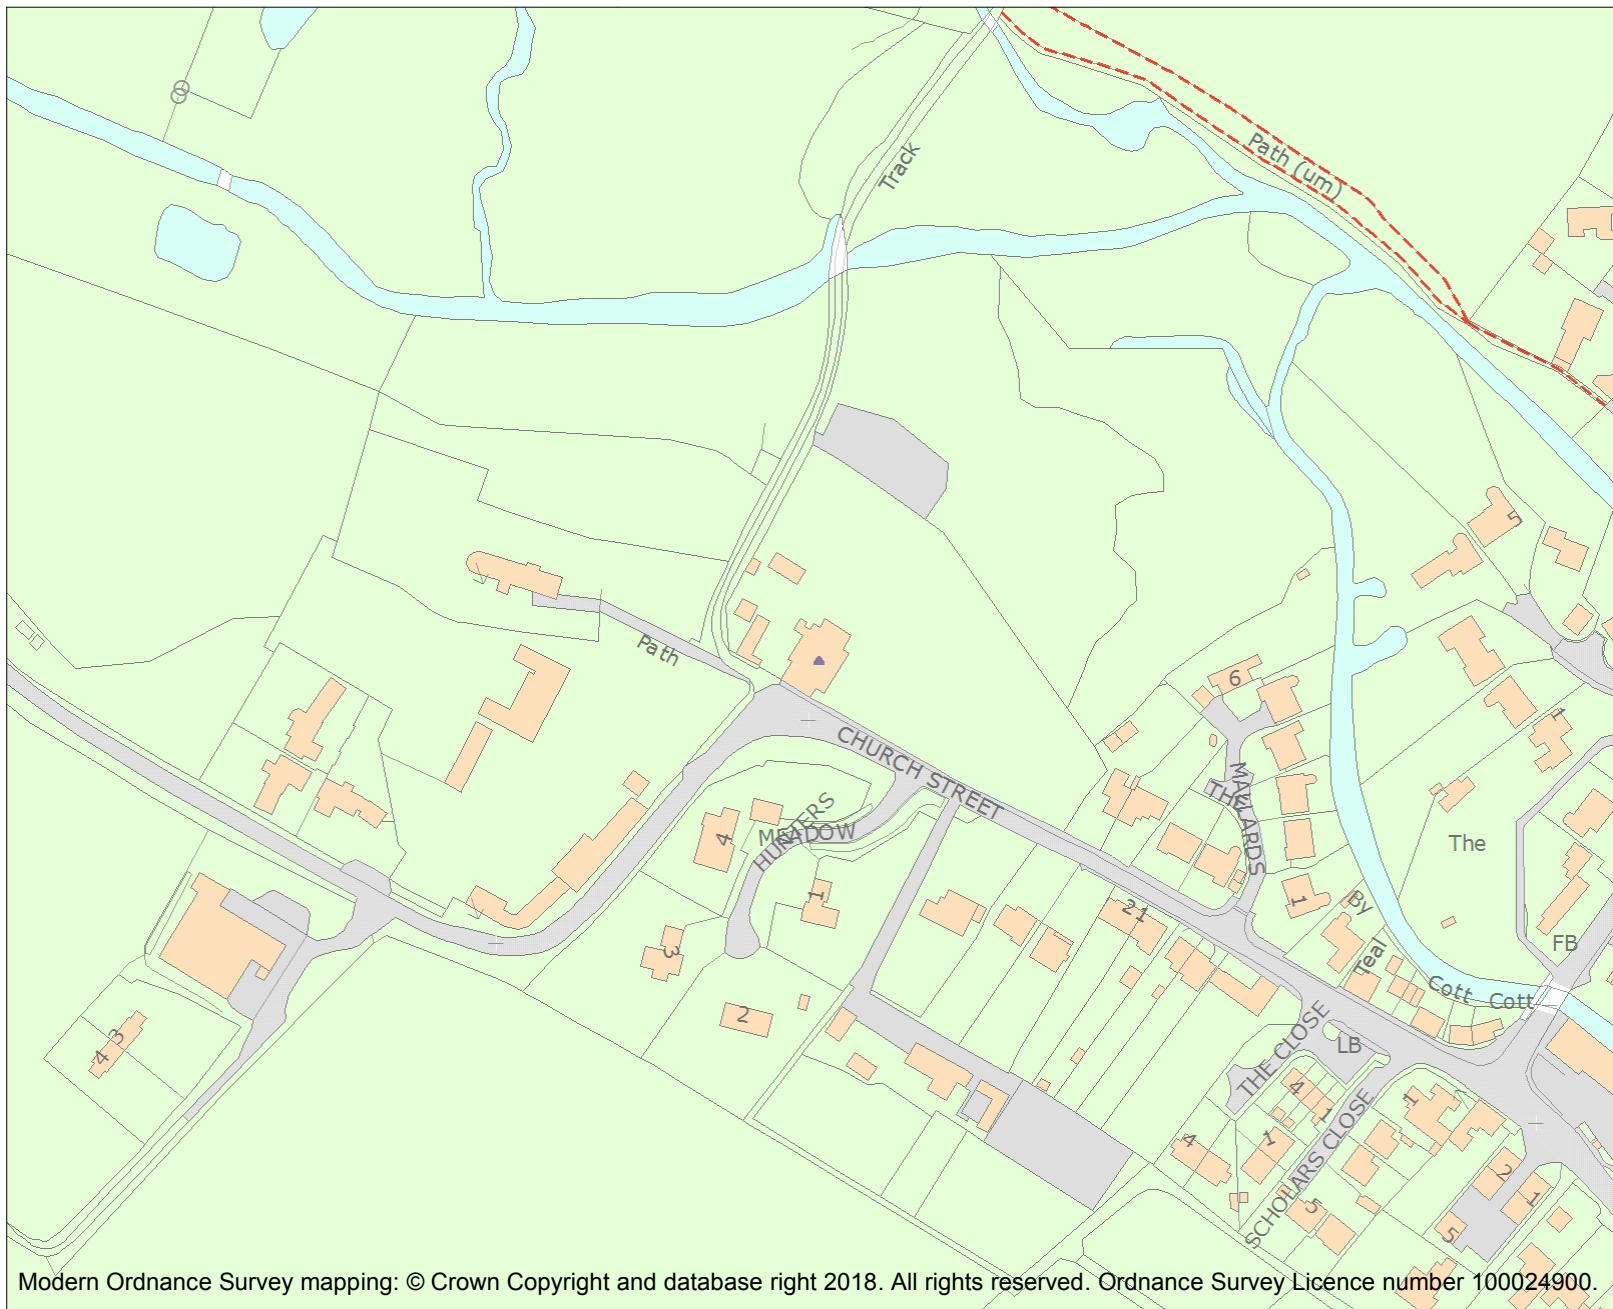 Track
Path (um)
5
Path
6
1
CHURCH STREET
THE
MALLARDS
HUNTERS
MEADOW
4
The
1
1
By
21
Teal
FB
3
Cott
Cott
2
THE CLOSE
LB
3
4
4
1
1
1
4
SCHOLARS CLOSE
2
1
5
5
Modern Ordnance Survey mapping: © Crown Copyright and database right 2018. All rights reserved. Ordnance Survey Licence number 100024900.